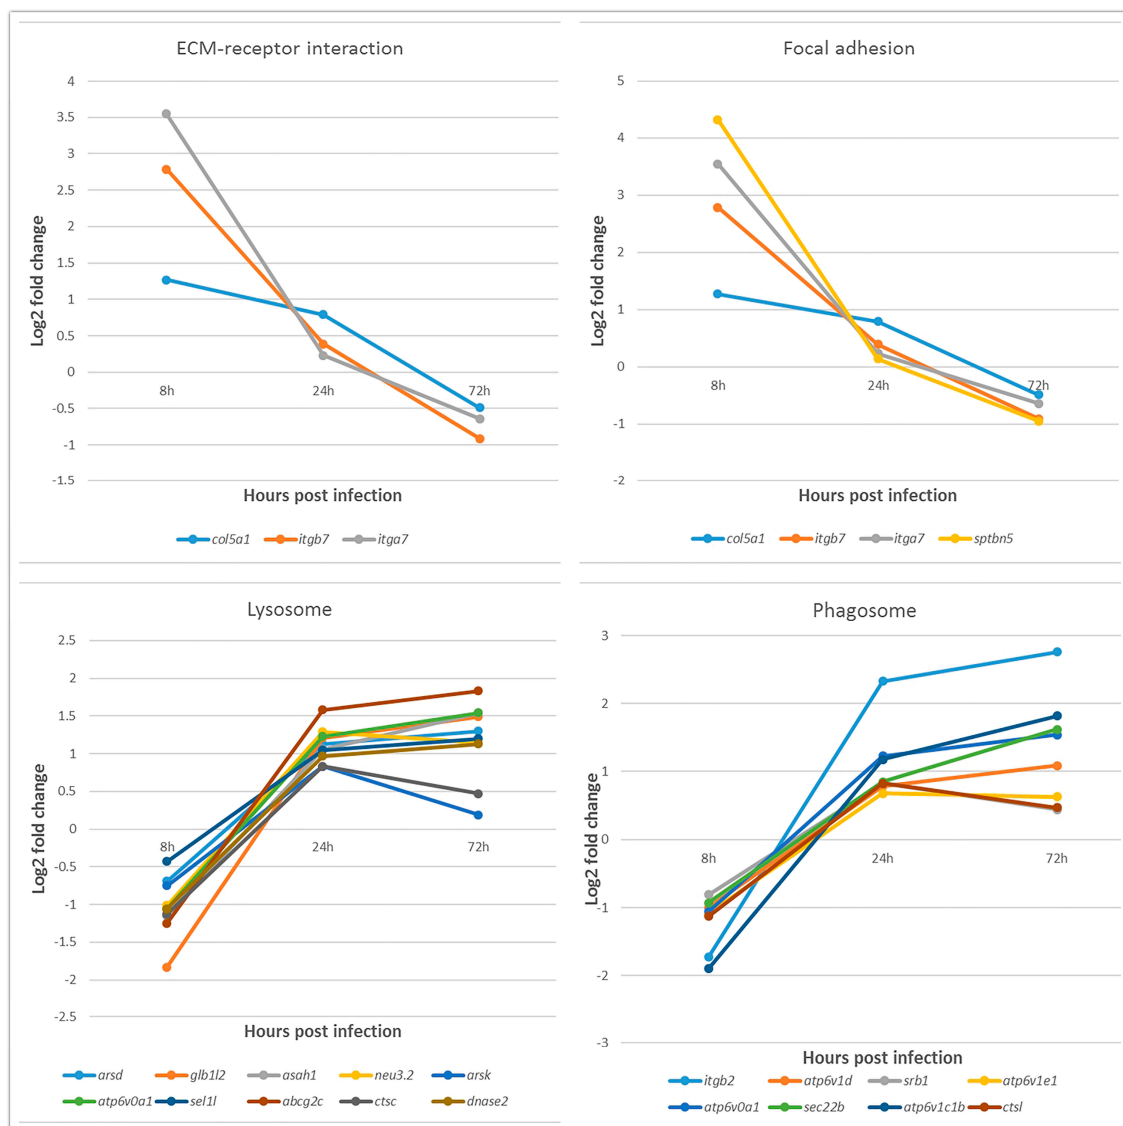 ECM-receptor interaction
4
3.5
3
2.5
2
1.5
1
0.5
0
-0.5
-1
-1.5
Log2 fold change
8h
24h
72h
Hours post infection
col5a1 itgb7 itga7
Focal adhesion
5
4
3
2
1
0
-1
-2
Log2 fold change
8h
24h
72h
Hours post infection
col5a1 itgb7 itga7 sptbn5
Lysosome
2.5
2
1.5
1
0.5
0
-0.5
-1
-1.5
-2
-2.5
Log2 fold change
8h
24h
72h
Hours post infection
arsd glb1l2 asah1 neu3.2 arsk
atp6v0a1 sel1l abcg2c ctsc dnase2
Phagosome
3
2
1
0
-1
-2
-3
Log2 fold change
8h
24h
72h
Hours post infection
itgb2 atp6v1d srb1 atp6v1e1
atp6v0a1 sec22b atp6v1c1b ctsl